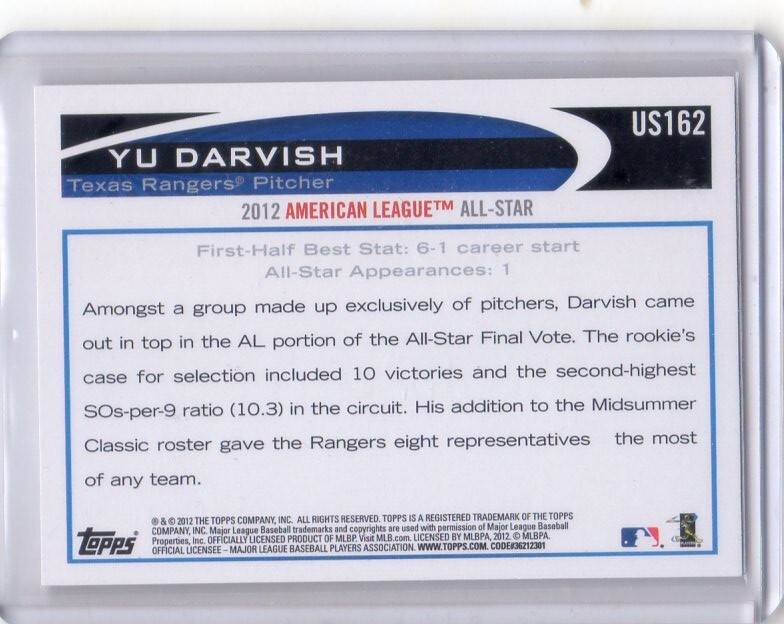 US162
YU DARVISH
Texas Rangers® Pitcher
2012 AMERICAN LEAGUE™ ALL-STAR
First-Half Best Stat: 6-1 career start
All-Star Appearances: 1
Amongst a group made up exclusively of pitchers, Darvish came
out in top in the AL portion of the All-Star Final Vote. The rookie's
case for selection included 10 victories and the second-highest
SOs-per-9 ratio (10.3) in the circuit. His addition to the Midsummer
Classic roster gave the Rangers eight representatives the most
of any team.
Topps®
® & © 2012 THE TOPPS COMPANY, INC. ALL RIGHTS RESERVED. TOPPS IS A REGISTERED TRADEMARK OF THE TOPPS
COMPANY, INC. Major League Baseball trademarks and copyrights are used with permission of Major League Baseball
Properties, Inc. OFFICIALLY LICENSED PRODUCT OF MLBP. Visit MLB.com. LICENSED BY MLBPA, 2012. © MLBPA.
OFFICIAL LICENSEE – MAJOR LEAGUE BASEBALL PLAYERS ASSOCIATION. WWW.TOPPS.COM. CODE#36212301